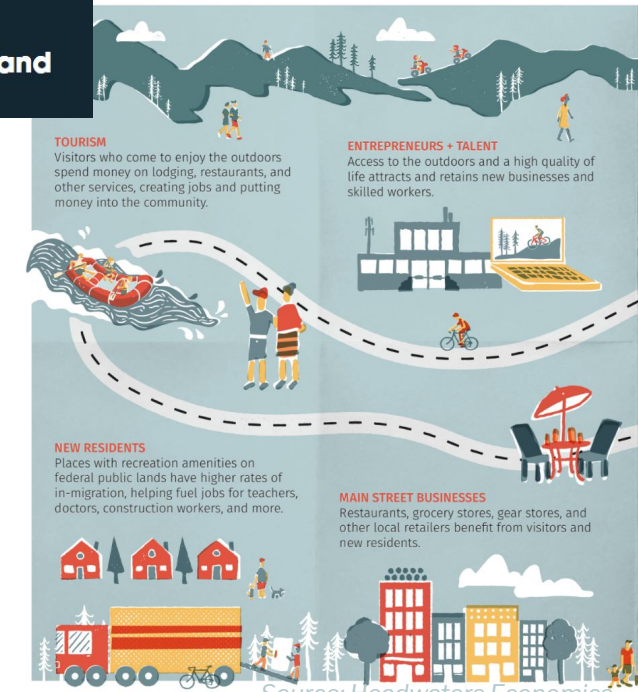 and
TOURISM
Visitors who come to enjoy the outdoors
spend money on lodging, restaurants, and
other services, creating jobs and putting
money into the community.
ENTREPRENEURS + TALENT
Access to the outdoors and a high quality of
life attracts and retains new businesses and
skilled workers.
NEW RESIDENTS
Places with recreation amenities on
federal public lands have higher rates of
in-migration, helping fuel jobs for teachers,
doctors, construction workers, and more.
MAIN STREET BUSINESSES
Restaurants, grocery stores, gear stores, and
other local retailers benefit from visitors and
new residents.
Source: Headwaters Economics